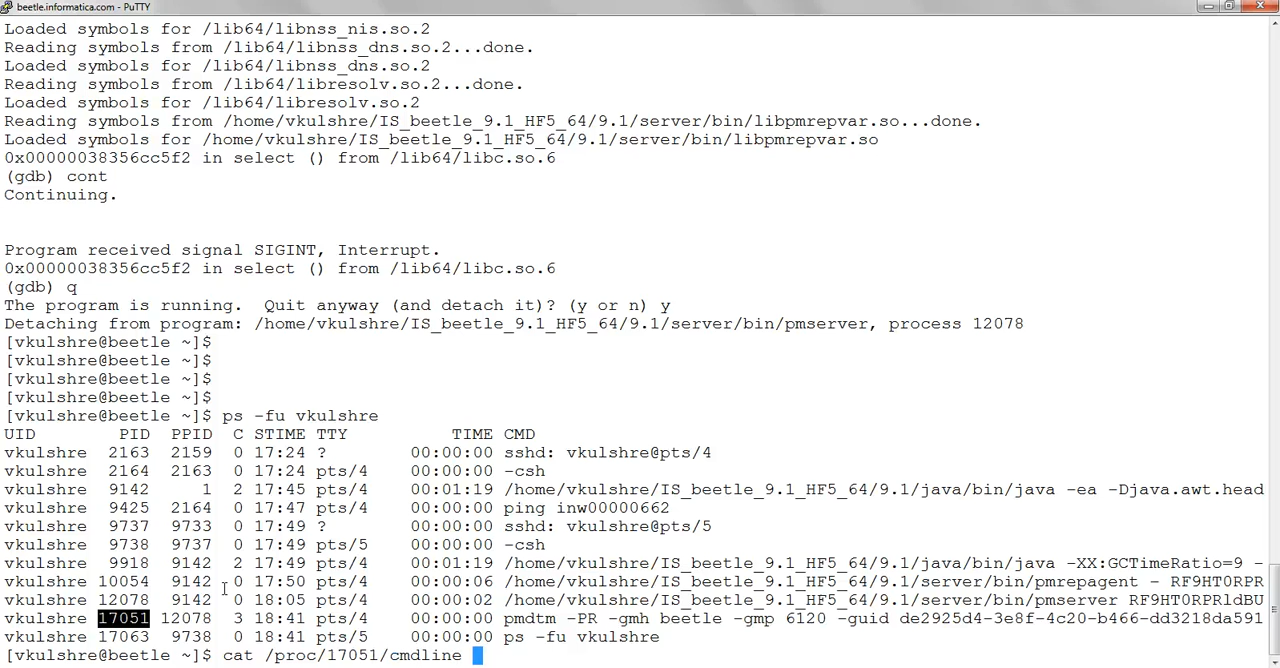 beetle.informatica.com - PuTTY
Loaded symbols for /lib64/libnss_nis.so.2
Reading symbols from /lib64/libnss_dns.so.2...done.
Loaded symbols for /lib64/libnss_dns.so.2
Reading symbols from /lib64/libresolv.so.2...done.
Loaded symbols for /lib64/libresolv.so.2
Reading symbols from /home/vkulshre/IS_beetle_9.1_HF5_64/9.1/server/bin/libpmrepvar.so...done.
Loaded symbols for /home/vkulshre/IS_beetle_9.1_HF5_64/9.1/server/bin/libpmrepvar.so
0x00000038356cc5f2 in select () from /lib64/libc.so.6
(gdb) cont
Continuing.
Program received signal SIGINT, Interrupt.
0x00000038356cc5f2 in select () from /lib64/libc.so.6
(gdb) q
The program is running.  Quit anyway (and detach it)? (y or n) y
Detaching from program: /home/vkulshre/IS_beetle_9.1_HF5_64/9.1/server/bin/pmserver, process 12078
[vkulshre@beetle ~]$
[vkulshre@beetle ~]$
[vkulshre@beetle ~]$
[vkulshre@beetle ~]$
[vkulshre@beetle ~]$ ps -fu vkulshre
UID        PID  PPID  C STIME TTY          TIME CMD
vkulshre  2163  2159  0 17:24 ?        00:00:00 sshd: vkulshre@pts/4
vkulshre  2164  2163  0 17:24 pts/4    00:00:00 -csh
vkulshre  9142     1  2 17:45 pts/4    00:01:19 /home/vkulshre/IS_beetle_9.1_HF5_64/9.1/java/bin/java -ea -Djava.awt.head
vkulshre  9425  2164  0 17:47 pts/4    00:00:00 ping inw00000662
vkulshre  9737  9733  0 17:49 ?        00:00:00 sshd: vkulshre@pts/5
vkulshre  9738  9737  0 17:49 pts/5    00:00:00 -csh
vkulshre  9918  9142  2 17:49 pts/4    00:01:19 /home/vkulshre/IS_beetle_9.1_HF5_64/9.1/java/bin/java -XX:GCTimeRatio=9 -
vkulshre 10054  9142  0 17:50 pts/4    00:00:06 /home/vkulshre/IS_beetle_9.1_HF5_64/9.1/server/bin/pmrepagent - RF9HT0RPR
vkulshre 12078  9142  0 18:05 pts/4    00:00:02 /home/vkulshre/IS_beetle_9.1_HF5_64/9.1/server/bin/pmserver RF9HT0RPRldBU
vkulshre 17051 12078  3 18:41 pts/4    00:00:00 pmdtm -PR -gmh beetle -gmp 6120 -guid de2925d4-3e8f-4c20-b466-dd3218da591
vkulshre 17063  9738  0 18:41 pts/5    00:00:00 ps -fu vkulshre
[vkulshre@beetle ~]$ cat /proc/17051/cmdline